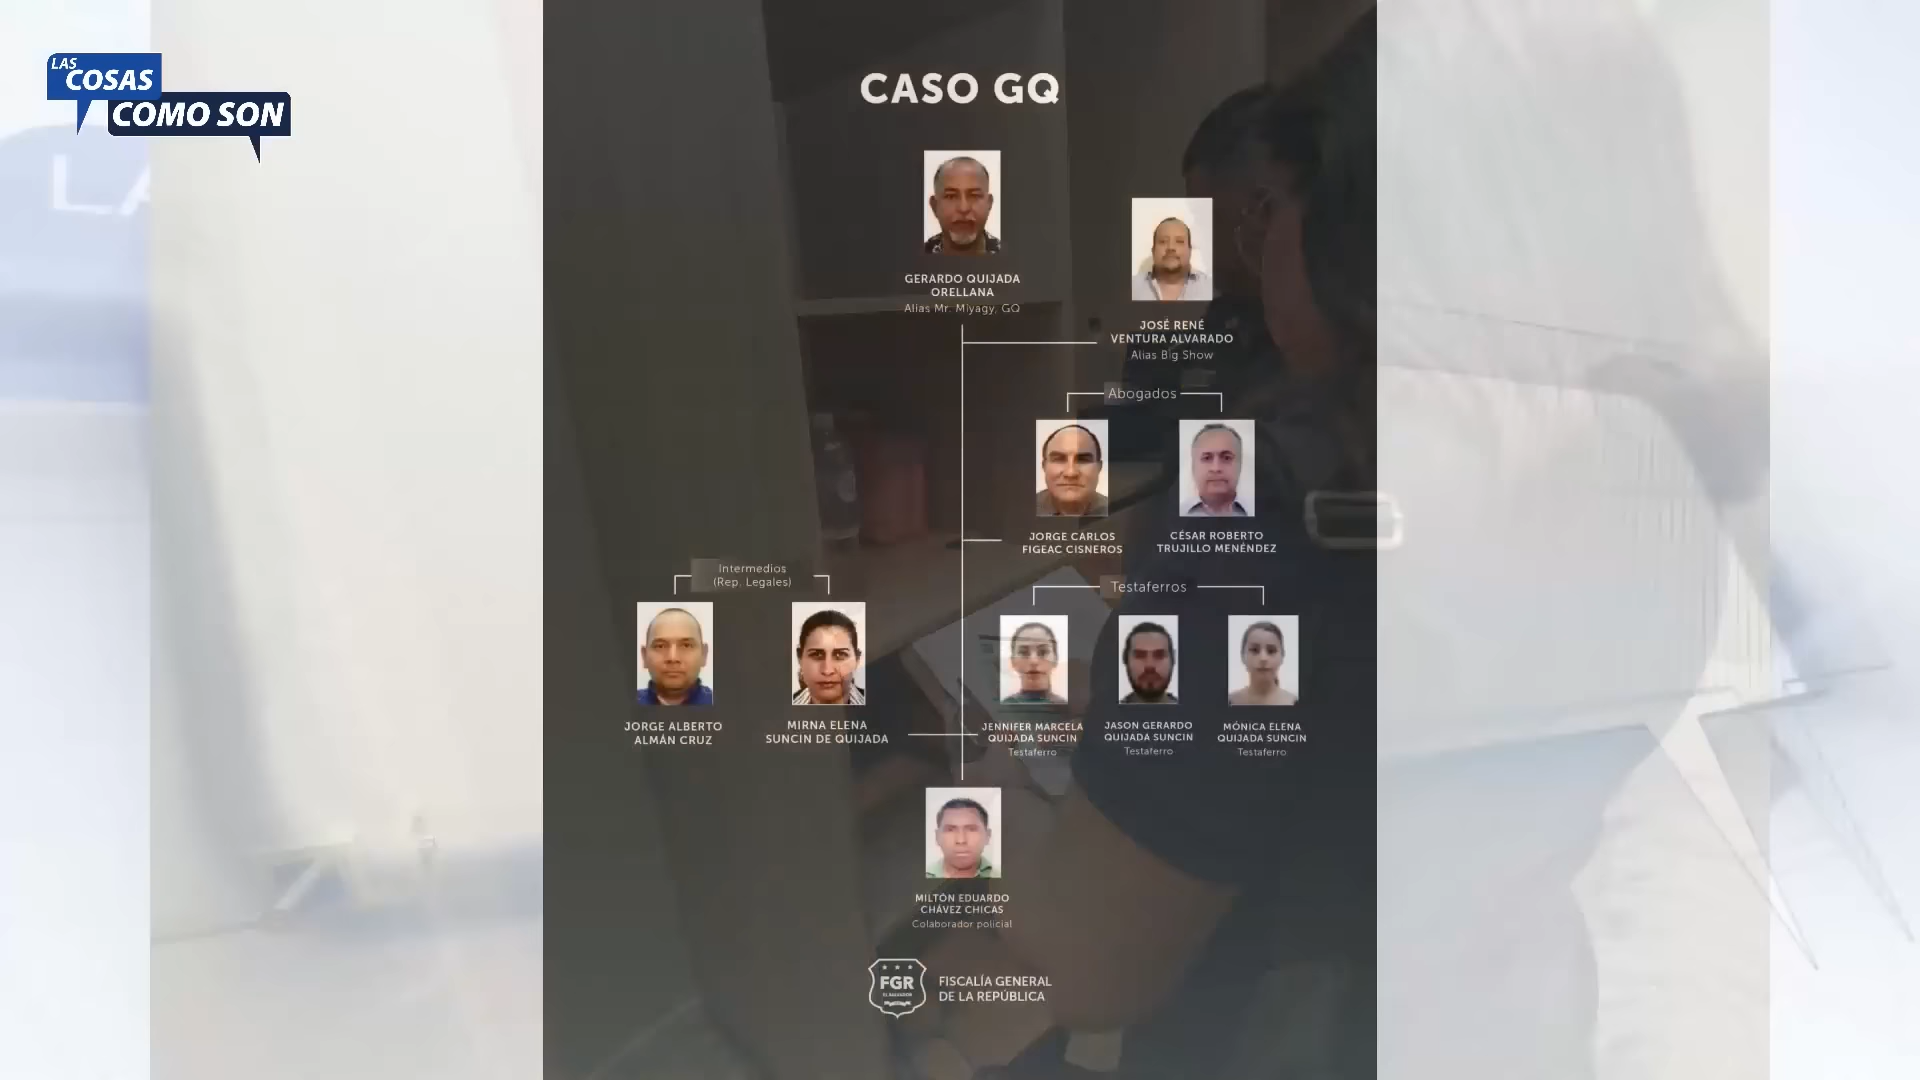 LAS
COSAS
COMO SON
LA
CASO GQ
GERARDO QUIJADA
ORELLANA
Alias Mr. Miyagy, GQ
JOSÉ RENÉ
VENTURA ALVARADO
Alias Big Show
Abogados
JORGE CARLOS
FIGEAC CISNEROS
CÉSAR ROBERTO
TRUJILLO MENÉNDEZ
Intermedios
(Rep. Legales)
JORGE ALBERTO
ALMÁN CRUZ
MIRNA ELENA
SUNCIN DE QUIJADA
Testaferros
JENNIFER MARCELA
QUIJADA SUNCIN
Testaferro
JASON GERARDO
QUIJADA SUNCIN
Testaferro
MÓNICA ELENA
QUIJADA SUNCIN
Testaferro
MILTON EDUARDO
CHÁVEZ CHICAS
Colaborador policial
FGR
EL SALVADOR
FISCALÍA GENERAL
DE LA REPÚBLICA